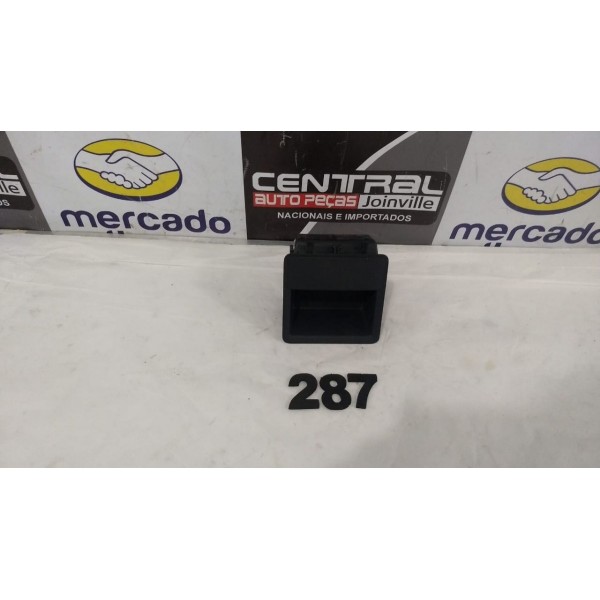 mercado
CENTRAL
AUTO PEÇAS Joinville
NACIONAIS E IMPORTADOS
mercado
287